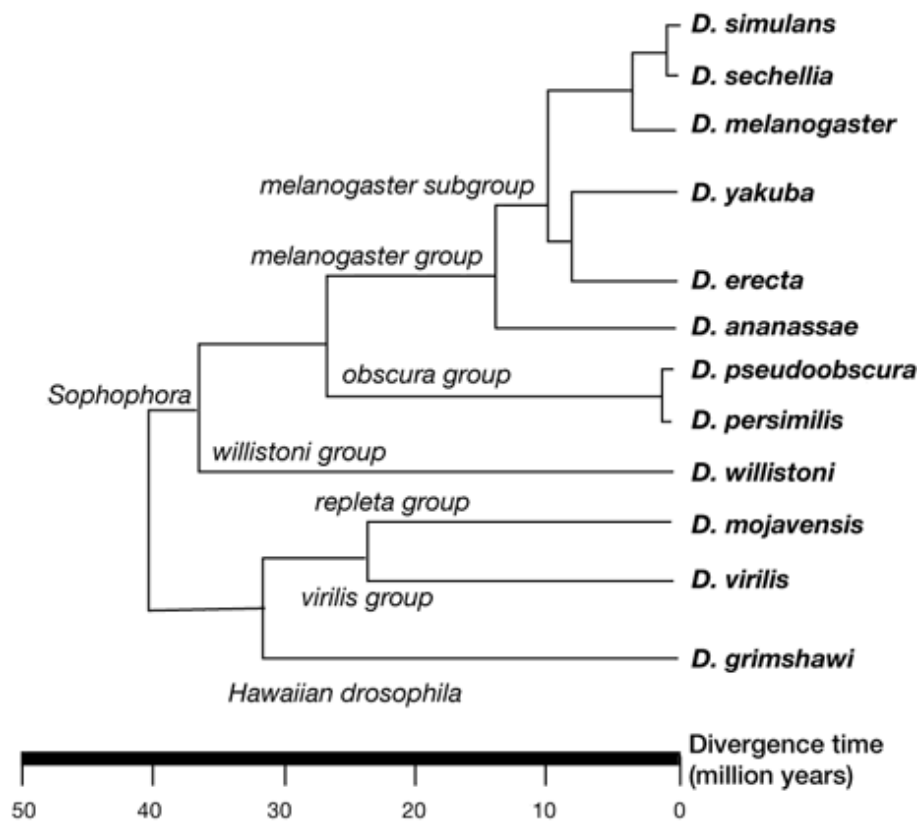 D. simulans
D. sechellia
D. melanogaster
melanogaster subgroup
D. yakuba
melanogaster group
D. erecta
D. ananassae
obscura group
D. pseudoobscura
Sophophora
D. persimilis
willistoni group
D. willistoni
repleta group
D. mojavensis
D. virilis
virilis group
D. grimshawi
Hawaiian drosophila
Divergence time
(million years)
50 40 30 20 10 0